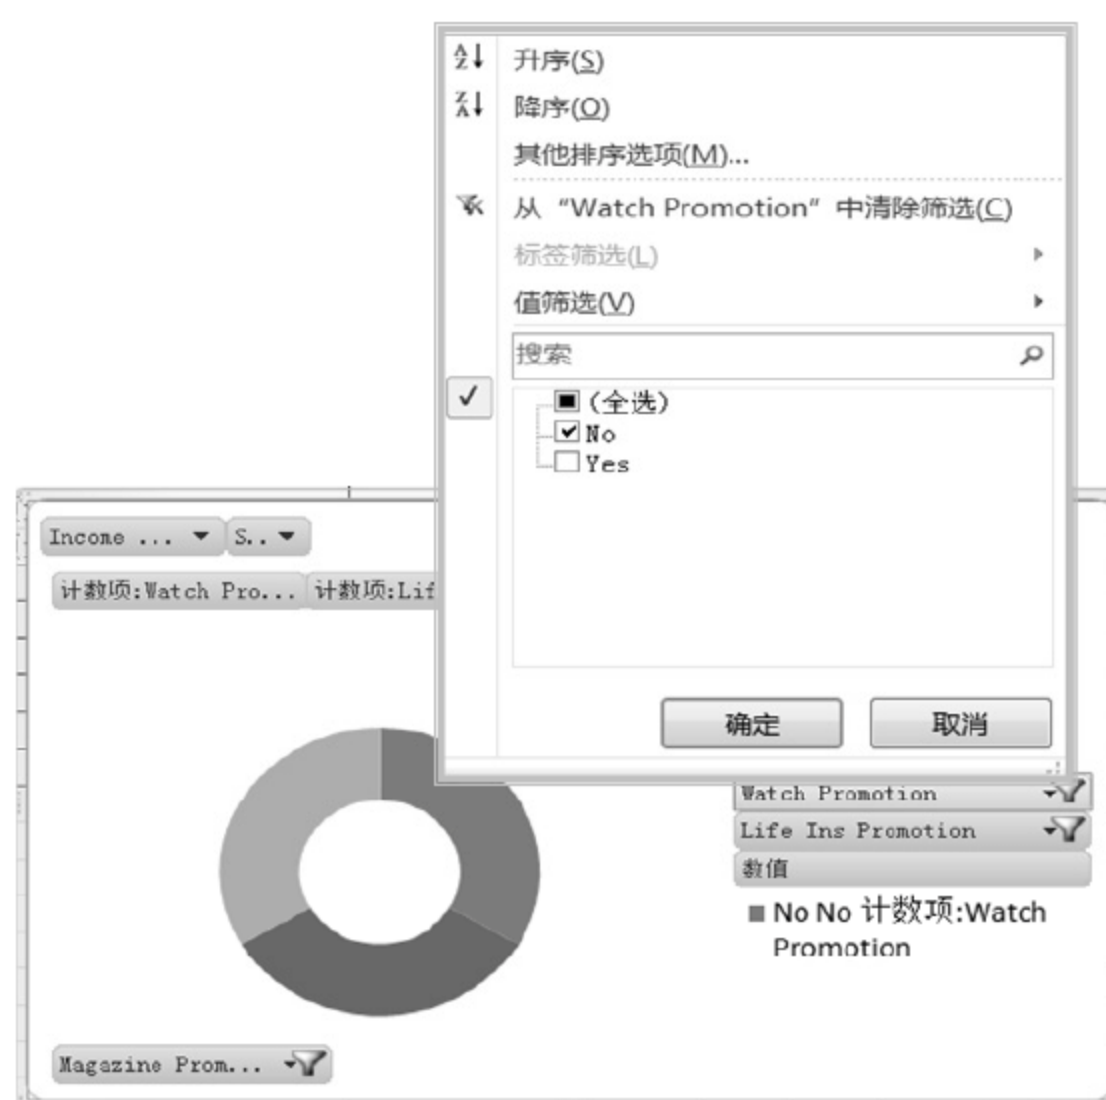 升序(S)
降序(O)
其他排序选项(M)...
从 “Watch Promotion” 中清除筛选(C)
标签筛选(L)
值筛选(V)
搜索
(全选)
No
Yes
确定
取消
Income ...
S..
计数项:Watch Pro...
计数项:Lif
Watch Promotion
Life Ins Promotion
数值
No No 计数项:Watch
Promotion
Magazine Prom...